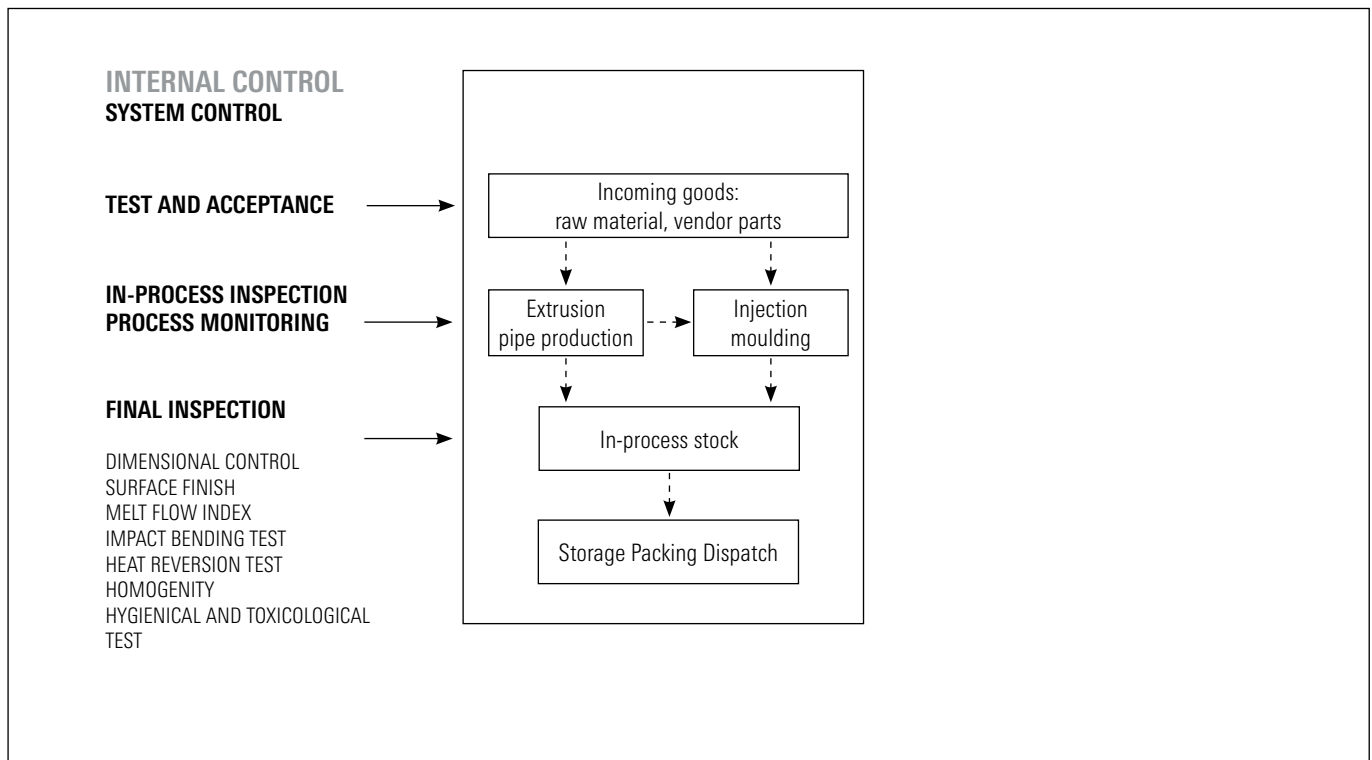 INTERNAL CONTROL
SYSTEM CONTROL
TEST AND ACCEPTANCE
Incoming goods:
raw material, vendor parts
IN-PROCESS INSPECTION
PROCESS MONITORING
Extrusion
pipe production
Injection
moulding
FINAL INSPECTION
In-process stock
DIMENSIONAL CONTROL
SURFACE FINISH
MELT FLOW INDEX
IMPACT BENDING TEST
HEAT REVERSION TEST
HOMOGENITY
HYGIENICAL AND TOXICOLOGICAL
TEST
Storage Packing Dispatch